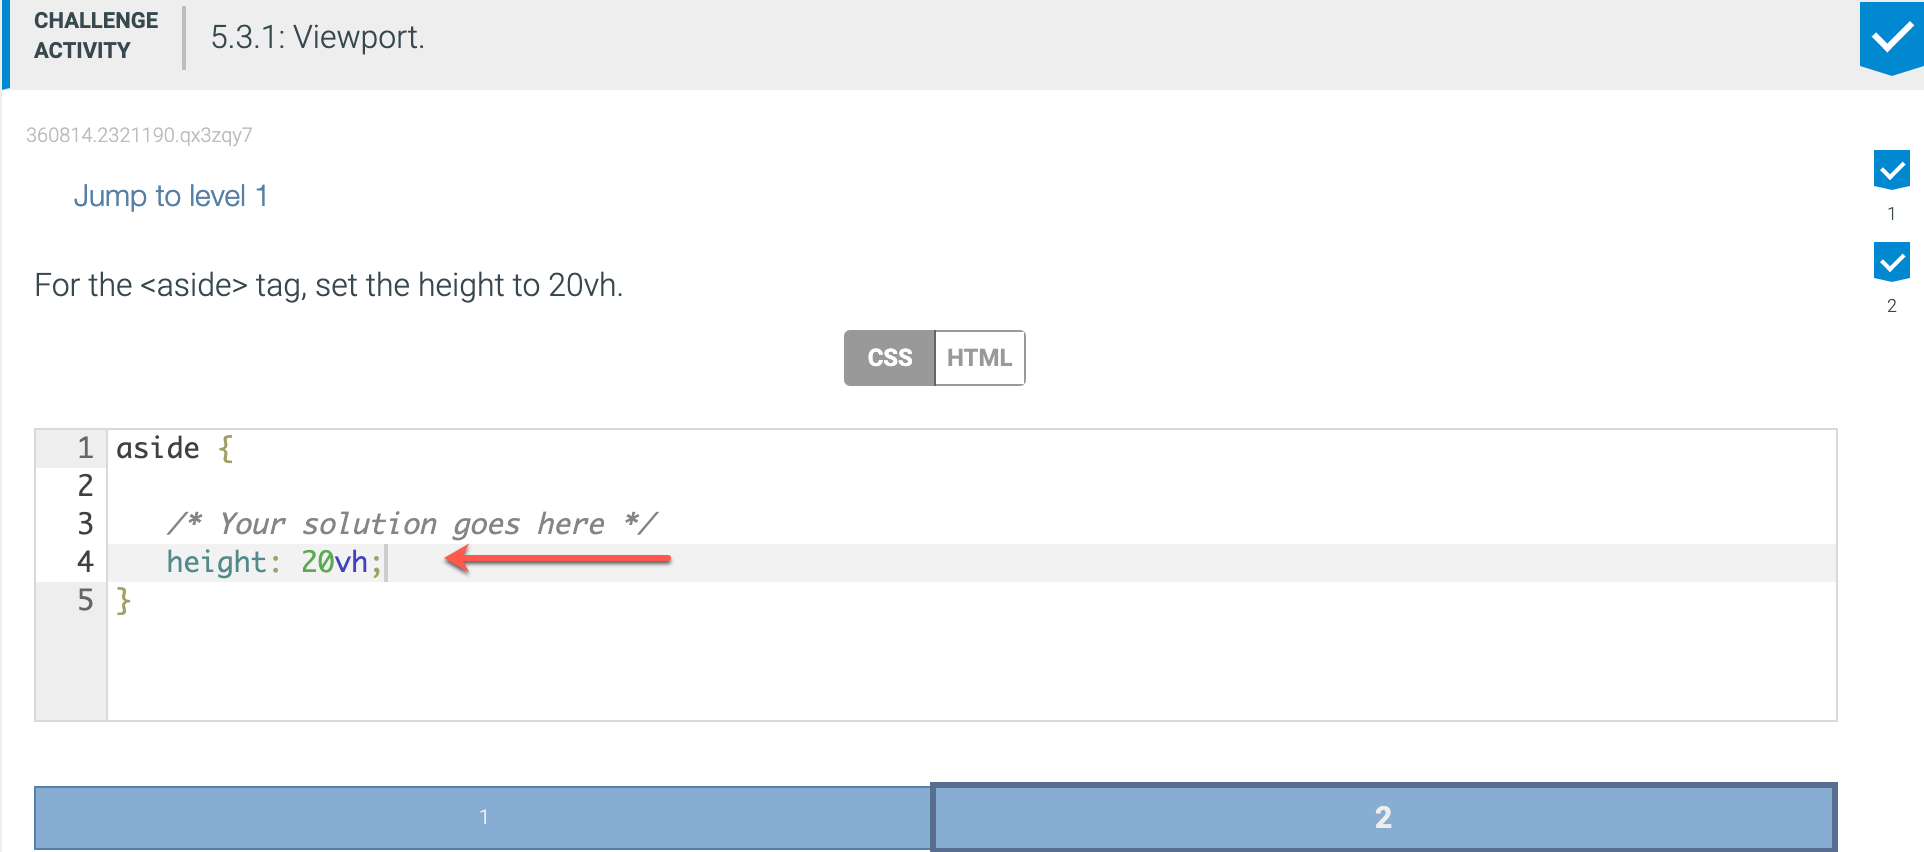 CHALLENGE
ACTIVITY
5.3.1: Viewport.
360814.2321190.qx3zqy7
Jump to level 1
1
2
For the <aside> tag, set the height to 20vh.
CSS
HTML
1 aside {
2
3 /* Your solution goes here */
4 height: 20vh;
5 }
1
2